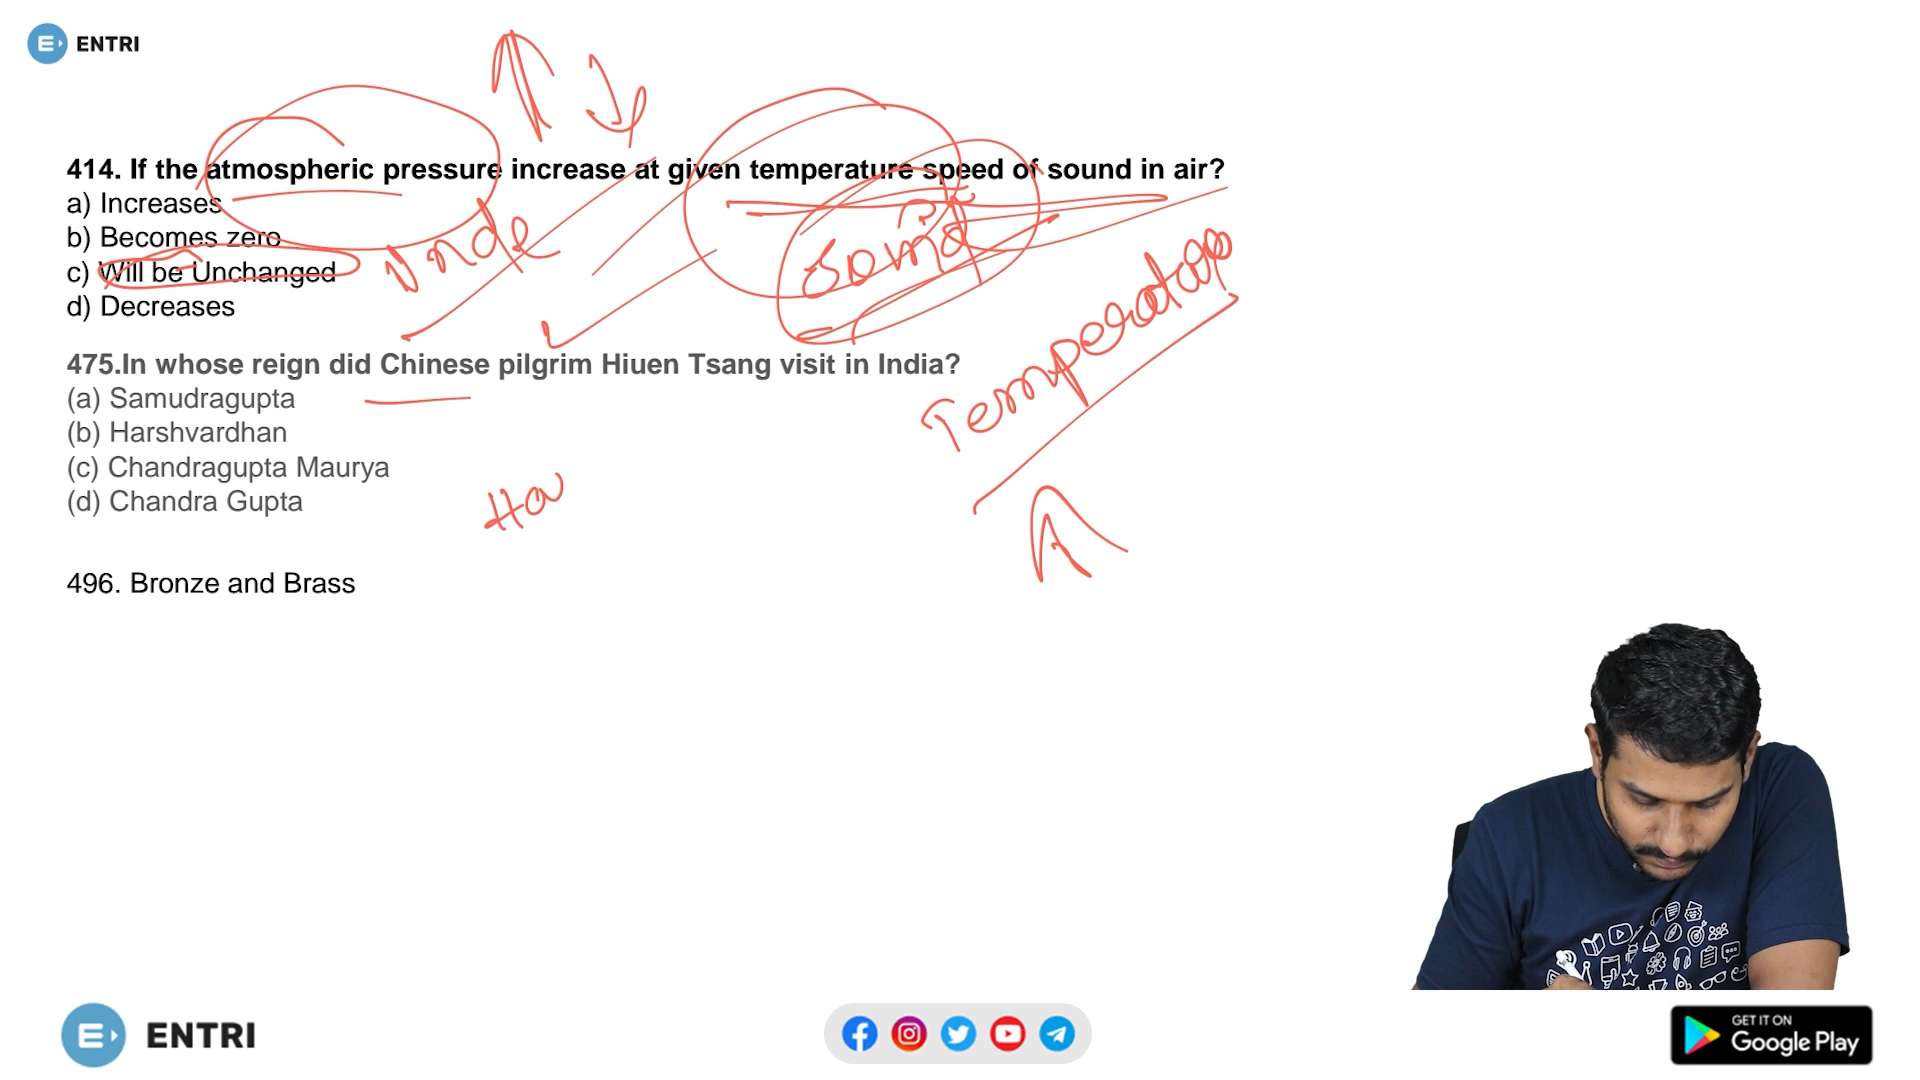 ENTRI
414. If the atmospheric pressure increase at given temperature speed of sound in air?
a) Increases
b) Becomes zero
c) Will be Unchanged
d) Decreases
Sound
Temperature
475.In whose reign did Chinese pilgrim Hiuen Tsang visit in India?
(a) Samudragupta
(b) Harshvardhan
(c) Chandragupta Maurya
(d) Chandra Gupta
Ha
496. Bronze and Brass
ENTRI
GET IT ON
Google Play